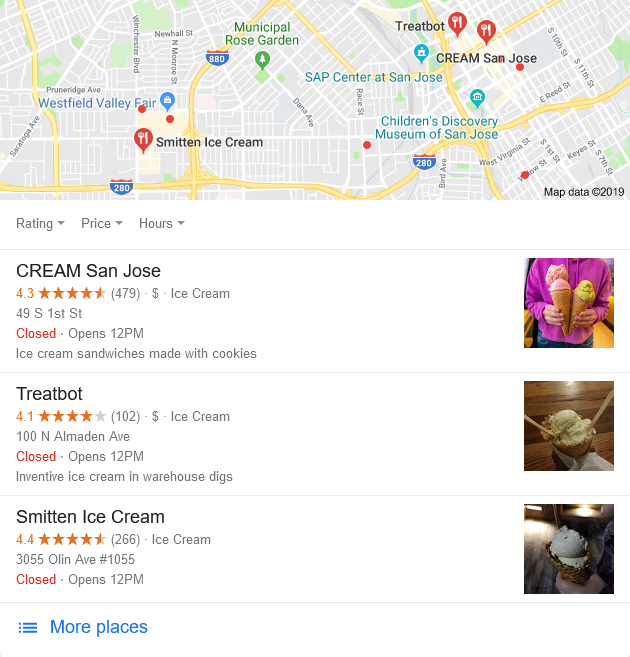 Municipal
Rose Garden
Treatbot
CREAM San Jose
SAP Center at San Jose
Winchester Blvd
Newhall St
N Monroe St
880
S 10th St
S 11th St
E Reed St
Pruneridge Ave
Westfield Valley Fair
Saratoga Ave
Dana Ave
Race St
Children's Discovery
Museum of San Jose
Smitten Ice Cream
280
Bird Ave
West Virginia St
S 1st St
Keyes St
S 7th St
Willow St
280
Map data ©2019
Rating
Price
Hours
CREAM San Jose
4.3 ★★★★★ (479) · $ · Ice Cream
49 S 1st St
Closed · Opens 12PM
Ice cream sandwiches made with cookies
Treatbot
4.1 ★★★★★ (102) · $ · Ice Cream
100 N Almaden Ave
Closed · Opens 12PM
Inventive ice cream in warehouse digs
Smitten Ice Cream
4.4 ★★★★★ (266) · Ice Cream
3055 Olin Ave #1055
Closed · Opens 12PM
More places